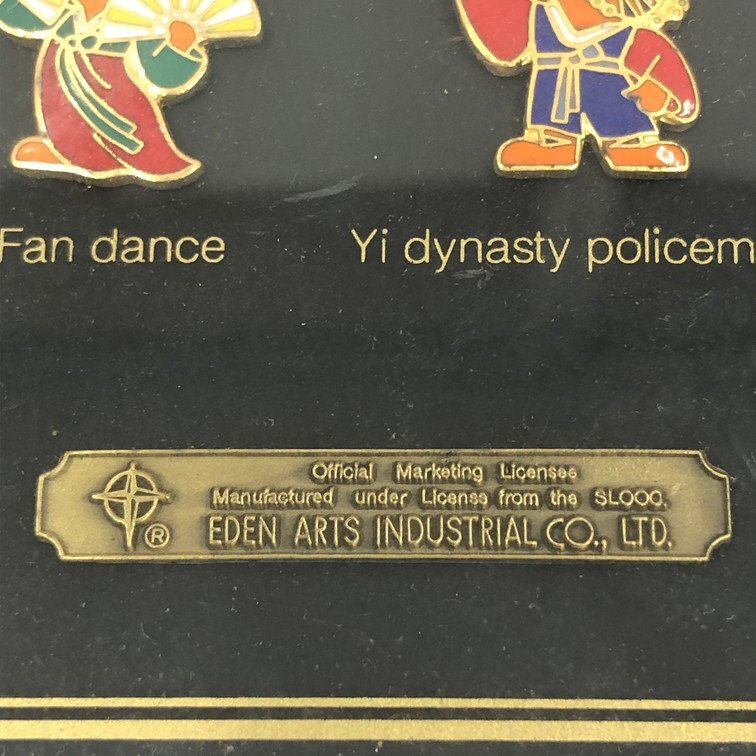 Fan dance
Yi dynasty policem
Official Marketing Licensee
Manufactured under License from the SLOOC.
®
EDEN ARTS INDUSTRIAL CO., LTD.